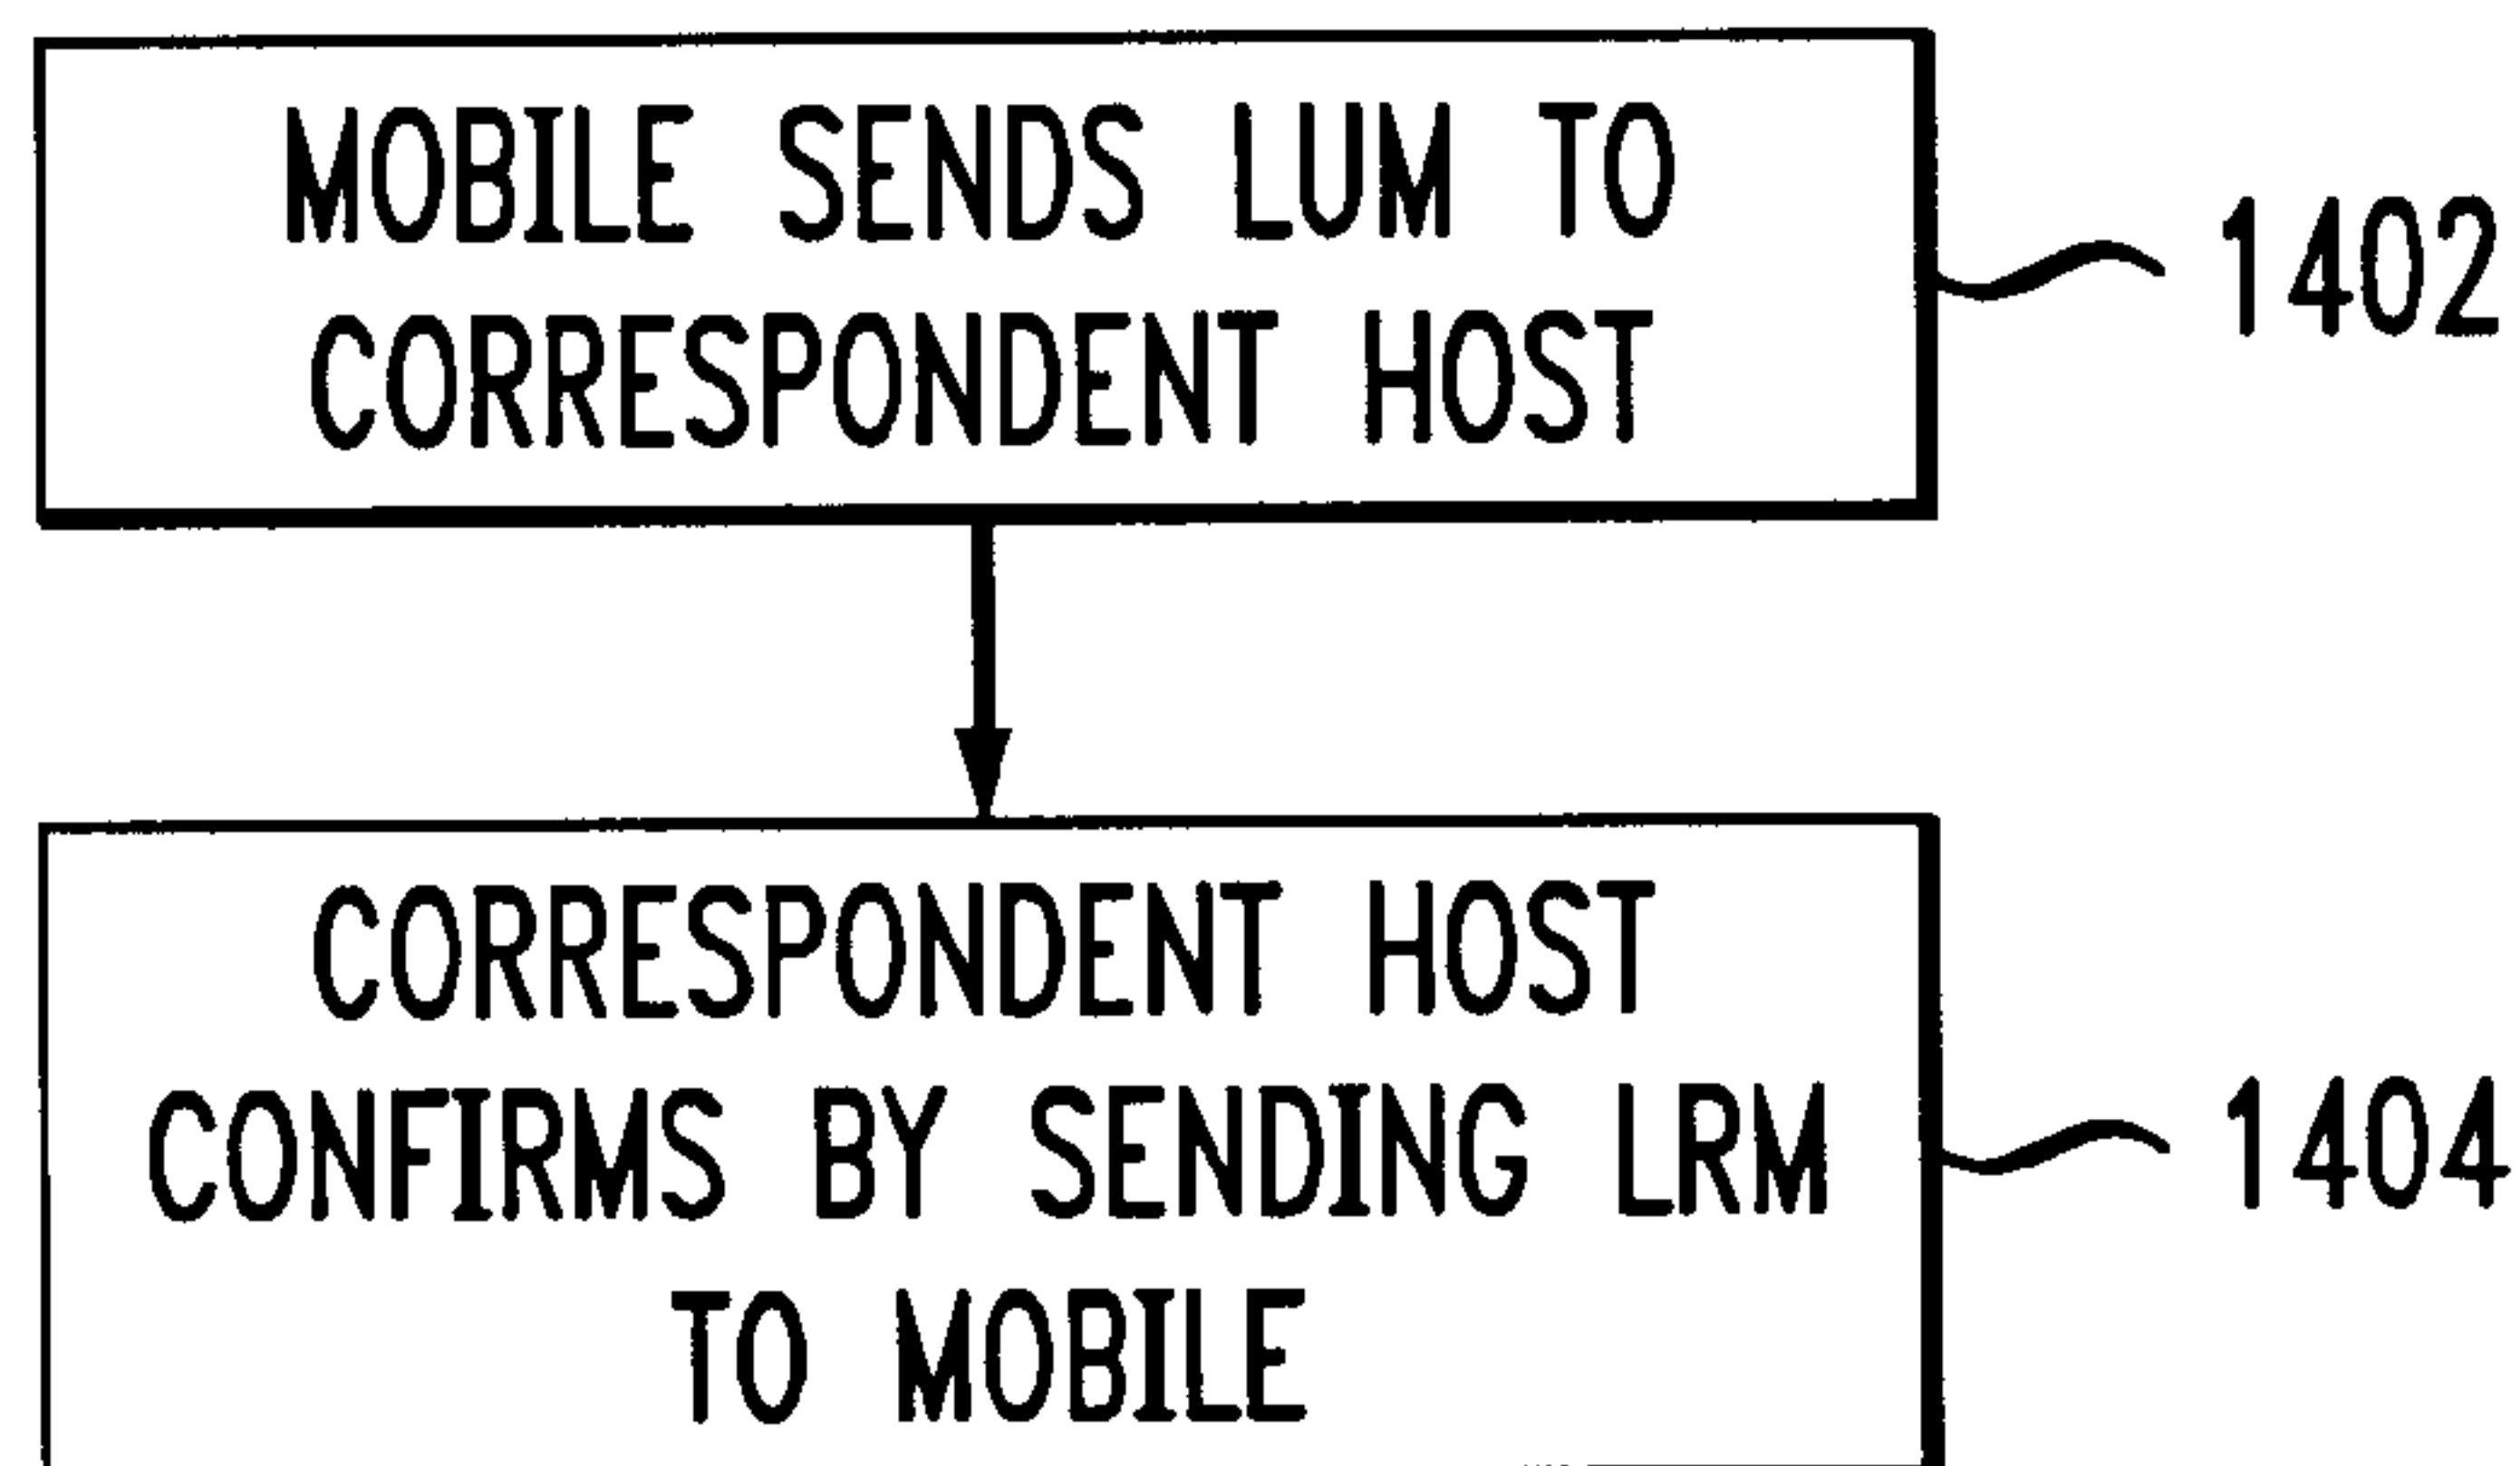 MOBILE SENDS LUM TO
CORRESPONDENT HOST
1402
CORRESPONDENT HOST
CONFIRMS BY SENDING LRM
TO MOBILE
1404